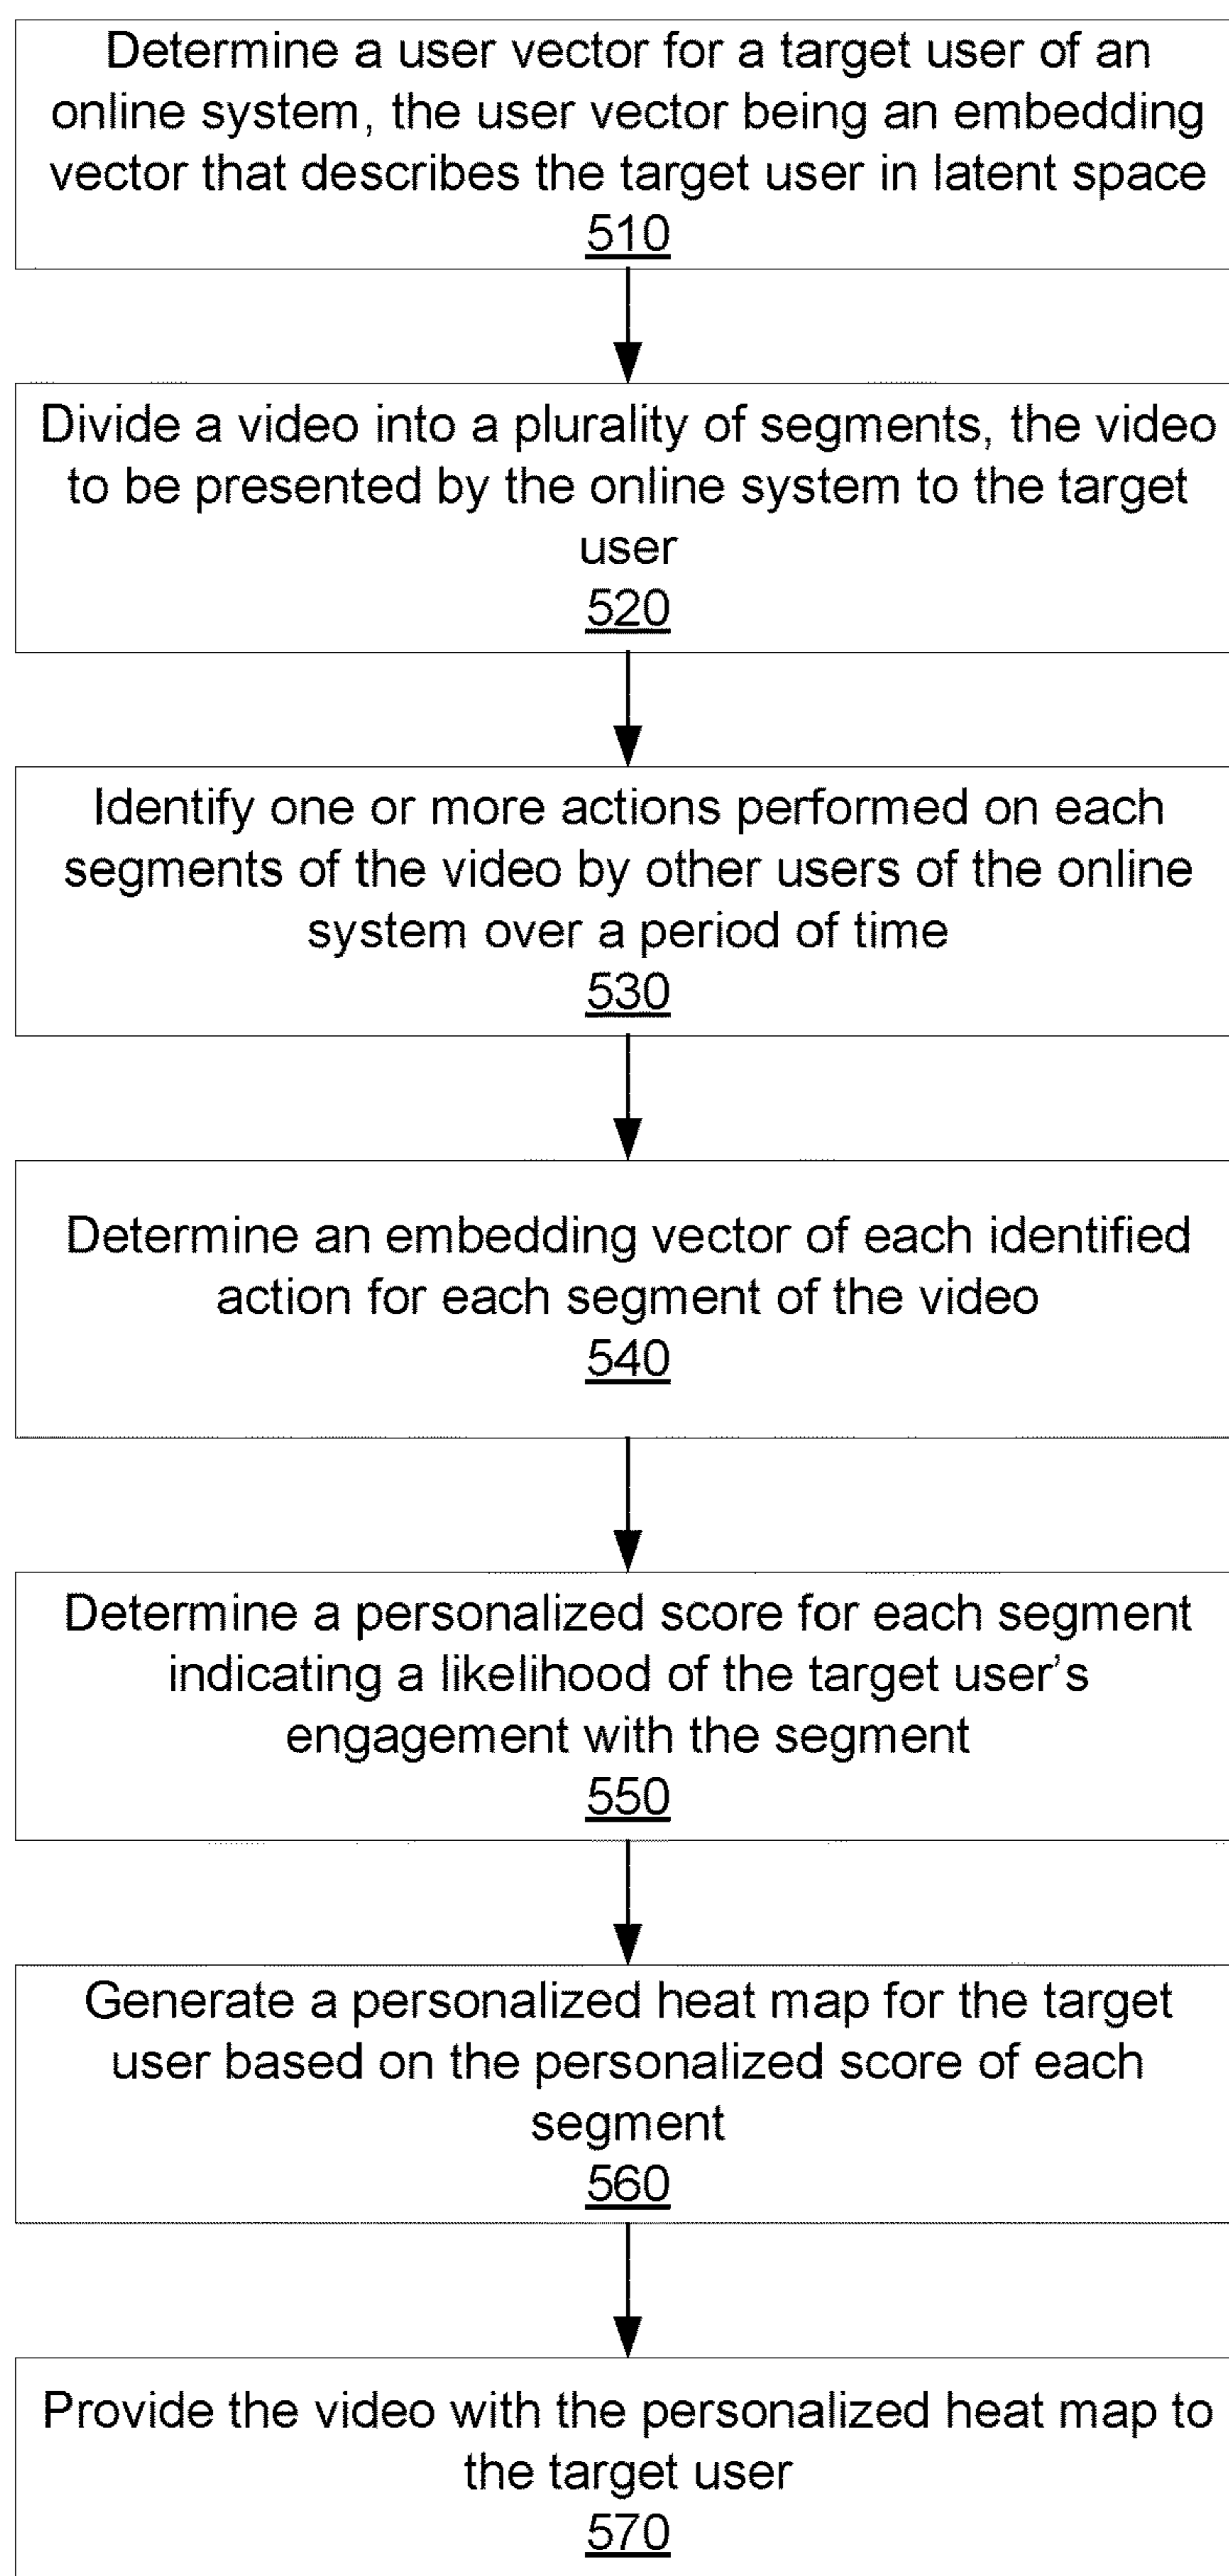 Determine a user vector for a target user of an
online system, the user vector being an embedding
vector that describes the target user in latent space
510
Divide a video into a plurality of segments, the video
to be presented by the online system to the target
user
520
Identify one or more actions performed on each
segments of the video by other users of the online
system over a period of time
530
Determine an embedding vector of each identified
action for each segment of the video
540
Determine a personalized score for each segment
indicating a likelihood of the target user's
engagement with the segment
550
Generate a personalized heat map for the target
user based on the personalized score of each
segment
560
Provide the video with the personalized heat map to
the target user
570